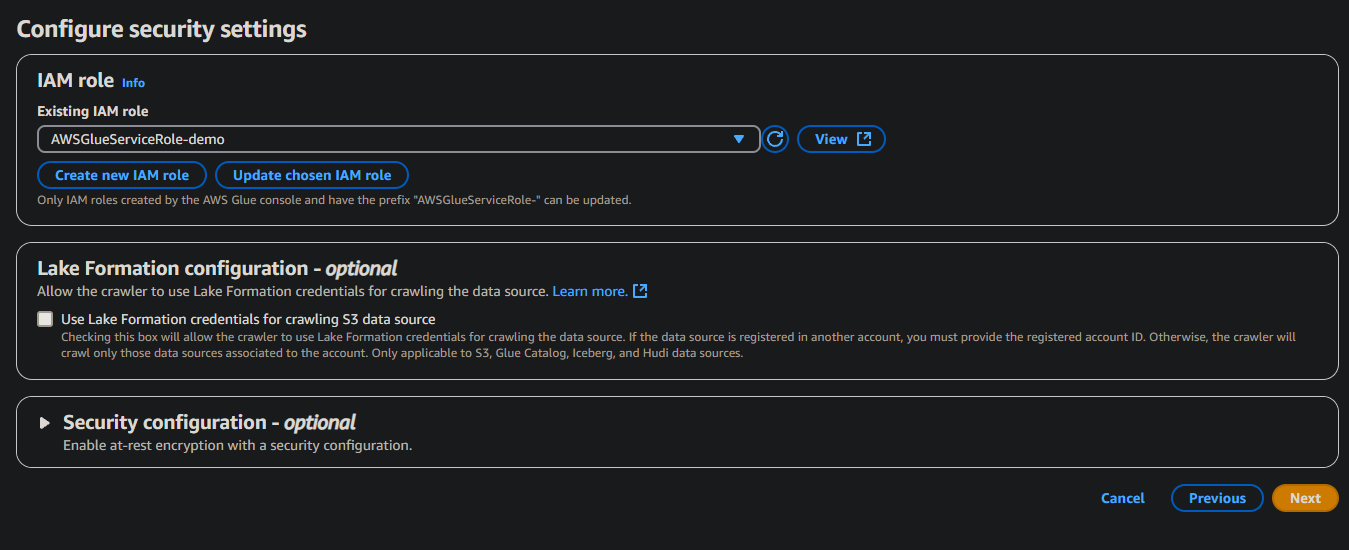 Configure security settings
IAM role Info
Existing IAM role
AWSGlueServiceRole-demo
View
Create new IAM role Update chosen IAM role
Only IAM roles created by the AWS Glue console and have the prefix "AWSGlueServiceRole-" can be updated.
Lake Formation configuration - optional
Allow the crawler to use Lake Formation credentials for crawling the data source. Learn more.
Use Lake Formation credentials for crawling S3 data source
Checking this box will allow the crawler to use Lake Formation credentials for crawling the data source. If the data source is registered in another account, you must provide the registered account ID. Otherwise, the crawler will
crawl only those data sources associated to the account. Only applicable to S3, Glue Catalog, Iceberg, and Hudi data sources.
Security configuration - optional
Enable at-rest encryption with a security configuration.
Cancel Previous Next